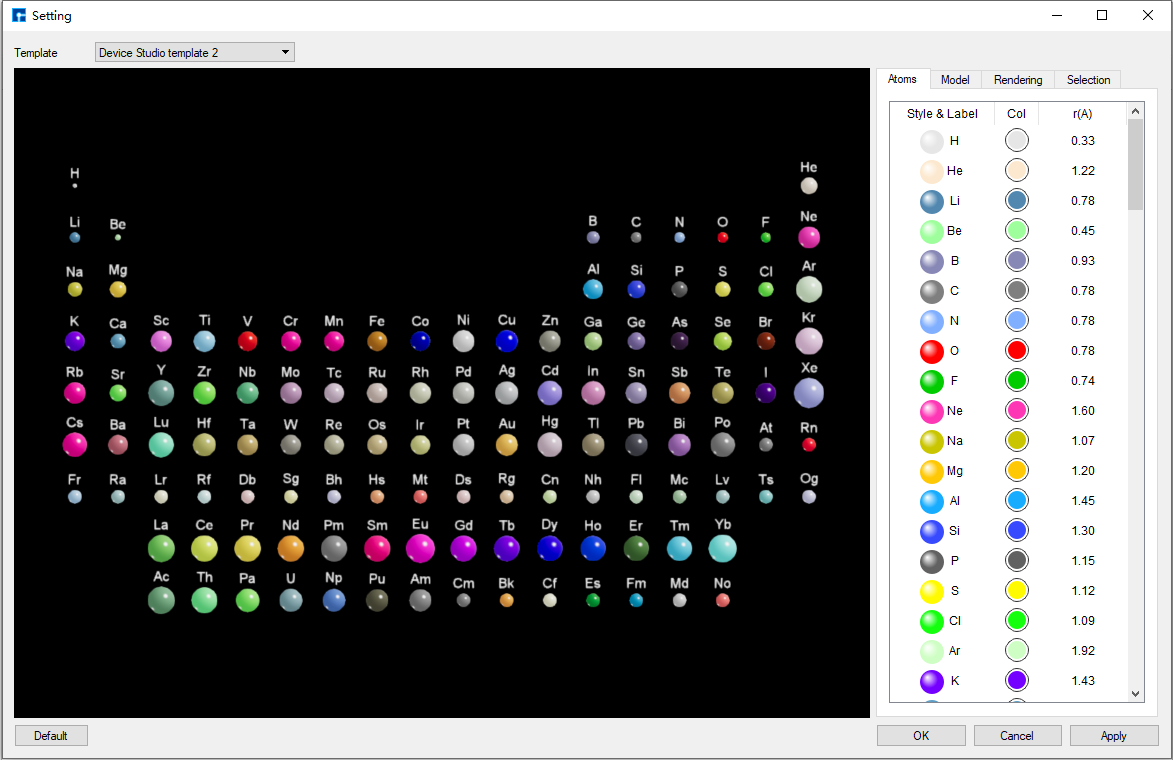 Setting
Template Device Studio template 2
Atoms Model Rendering Selection
Style & Label Col r(A)
H 0.33
He 1.22
Li 0.78
Be 0.45
B 0.93
C 0.78
N 0.78
O 0.78
F 0.74
Ne 1.60
Na 1.07
Mg 1.20
Al 1.45
Si 1.30
P 1.15
S 1.12
Cl 1.09
Ar 1.92
K 1.43
H He
Li Be B C N O F Ne
Na Mg Al Si P S Cl Ar
K Ca Sc Ti V Cr Mn Fe Co Ni Cu Zn Ga Ge As Se Br Kr
Rb Sr Y Zr Nb Mo Tc Ru Rh Pd Ag Cd In Sn Sb Te I Xe
Cs Ba Lu Hf Ta W Re Os Ir Pt Au Hg Tl Pb Bi Po At Rn
Fr Ra Lr Rf Db Sg Bh Hs Mt Ds Rg Cn Nh Fl Mc Lv Ts Og
La Ce Pr Nd Pm Sm Eu Gd Tb Dy Ho Er Tm Yb
Ac Th Pa U Np Pu Am Cm Bk Cf Es Fm Md No
Default OK Cancel Apply